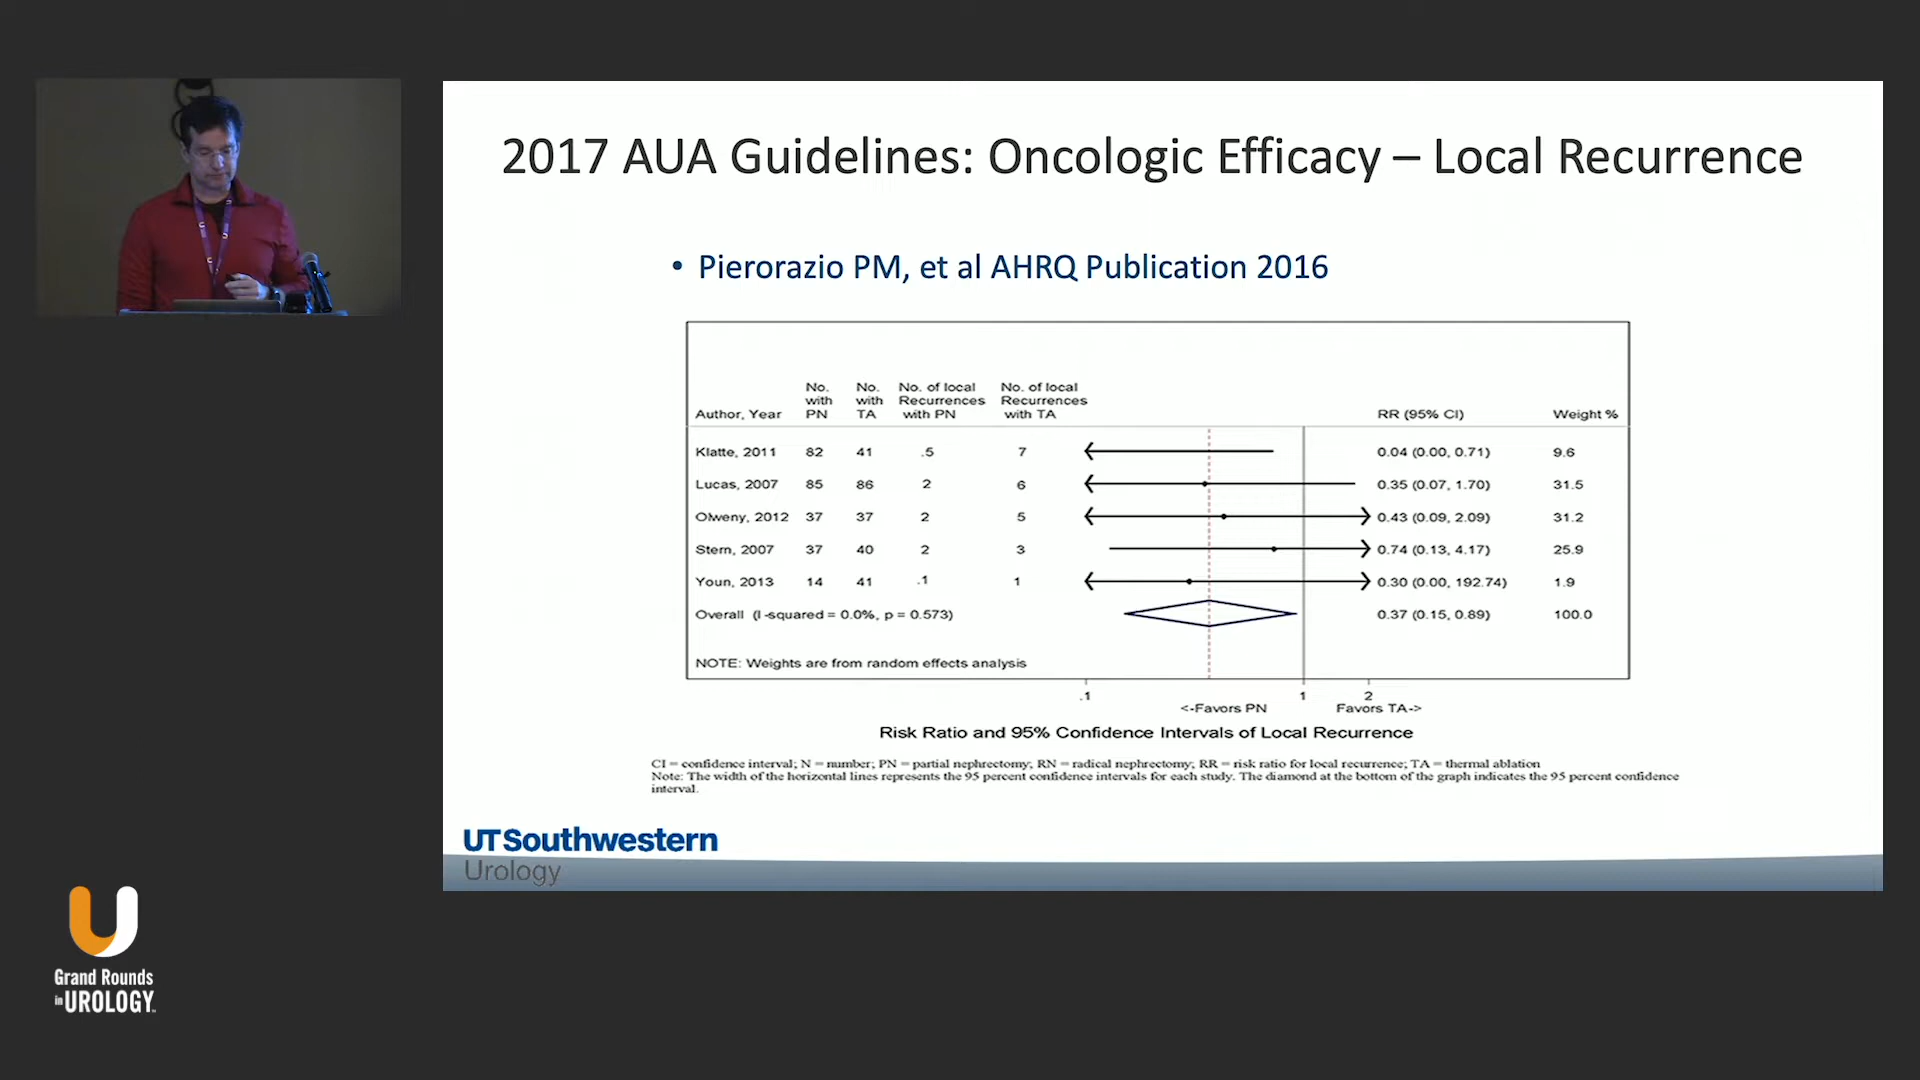 2017 AUA Guidelines: Oncologic Efficacy – Local Recurrence
• Pierorazio PM, et al AHRQ Publication 2016
Author, Year No. with PN No. with TA No. of local Recurrences with PN No. of local Recurrences with TA RR (95% CI) Weight %
Klatte, 2011 82 41 .5 7 0.04 (0.00, 0.71) 9.6
Lucas, 2007 85 86 2 6 0.35 (0.07, 1.70) 31.5
Olweny, 2012 37 37 2 5 0.43 (0.09, 2.09) 31.2
Stern, 2007 37 40 2 3 0.74 (0.13, 4.17) 25.9
Youn, 2013 14 41 .1 1 0.30 (0.00, 192.74) 1.9
Overall (I-squared = 0.0%, p = 0.573) 0.37 (0.15, 0.89) 100.0
NOTE: Weights are from random effects analysis
.1 1 2
<-Favors PN Favors TA->
Risk Ratio and 95% Confidence Intervals of Local Recurrence
CI = confidence interval; N = number; PN = partial nephrectomy; RN = radical nephrectomy; RR = risk ratio for local recurrence; TA = thermal ablation
Note: The width of the horizontal lines represents the 95 percent confidence intervals for each study. The diamond at the bottom of the graph indicates the 95 percent confidence
interval.
UTSouthwestern
Urology
Grand Rounds
in UROLOGY